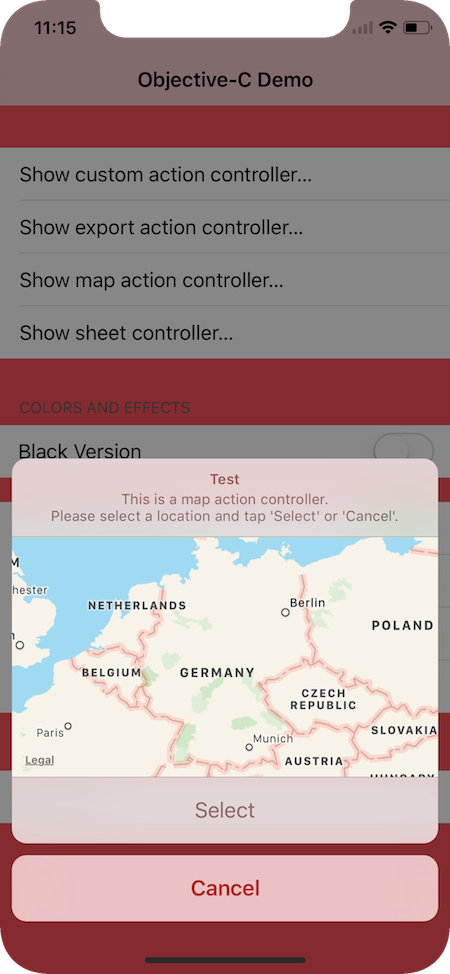 11:15
Objective-C Demo
Show custom action controller...
Show export action controller...
Show map action controller...
Show sheet controller...
COLORS AND EFFECTS
Black Version
Test
This is a map action controller.
Please select a location and tap 'Select' or 'Cancel'.
M
hester
NETHERLANDS
Berlin
POLAND
n
BELGIUM
GERMANY
CZECH
REPUBLIC
Paris
Munich
SLOVAKIA
Legal
AUSTRIA
HUNGARY
Select
Cancel